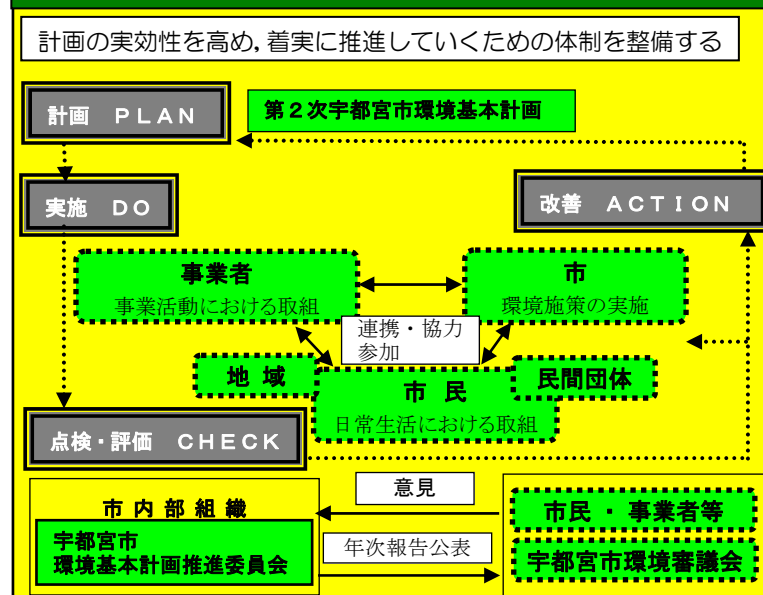 計画の実効性を高め,着実に推進していくための体制を整備する
計画 ＰＬＡＮ
第２次宇都宮市環境基本計画
実施 ＤＯ
改善 ＡＣＴＩＯＮ
事業者
事業活動における取組
市
環境施策の実施
連携・協力
参加
地 域
市 民
日常生活における取組
民間団体
点検・評価 ＣＨＥＣＫ
市 内 部 組 織
宇都宮市
環境基本計画推進委員会
意見
年次報告公表
市民 ・ 事業者等
宇都宮市環境審議会